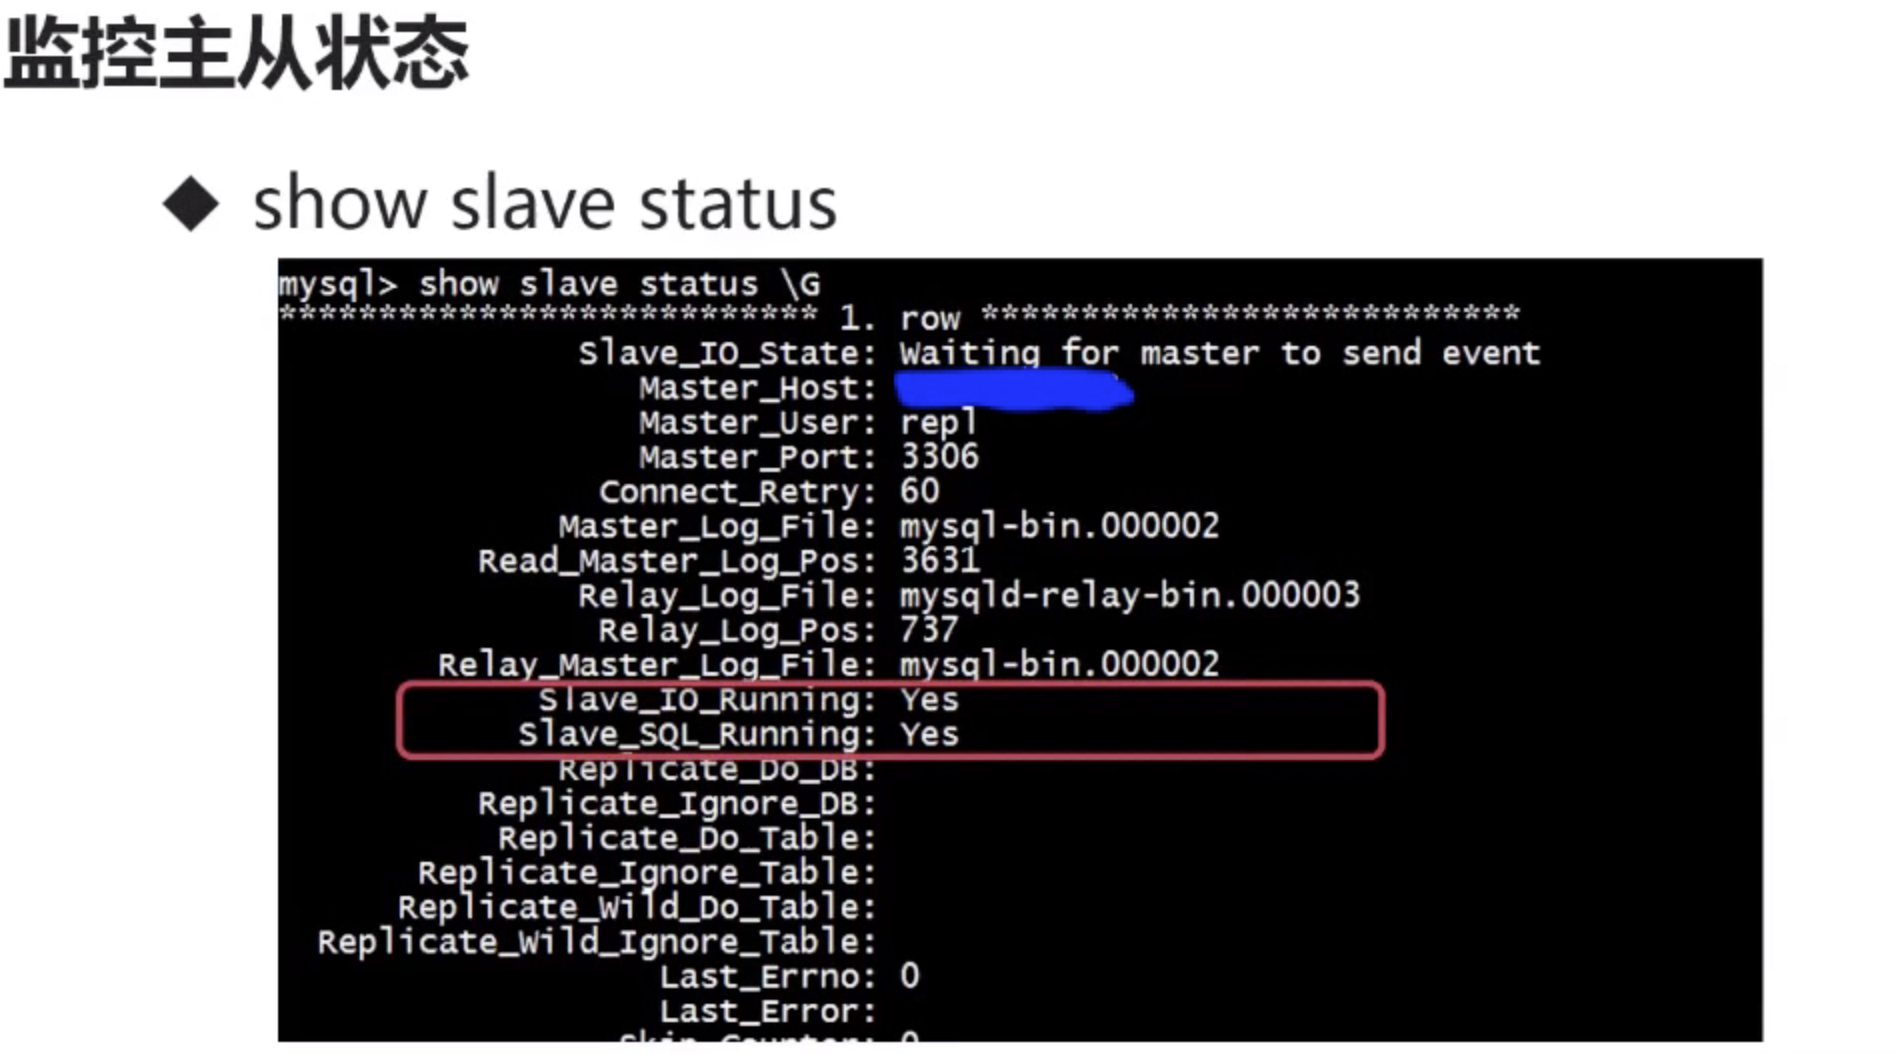 监控主从状态
◆ show slave status
mysql> show slave status \G
*************************** 1. row ***************************
Slave_IO_State: Waiting for master to send event
Master_Host:
Master_User: repl
Master_Port: 3306
Connect_Retry: 60
Master_Log_File: mysql-bin.000002
Read_Master_Log_Pos: 3631
Relay_Log_File: mysqld-relay-bin.000003
Relay_Log_Pos: 737
Relay_Master_Log_File: mysql-bin.000002
Slave_IO_Running: Yes
Slave_SQL_Running: Yes
Replicate_Do_DB:
Replicate_Ignore_DB:
Replicate_Do_Table:
Replicate_Ignore_Table:
Replicate_Wild_Do_Table:
Replicate_Wild_Ignore_Table:
Last_Errno: 0
Last_Error:
Skip_Counter: 0